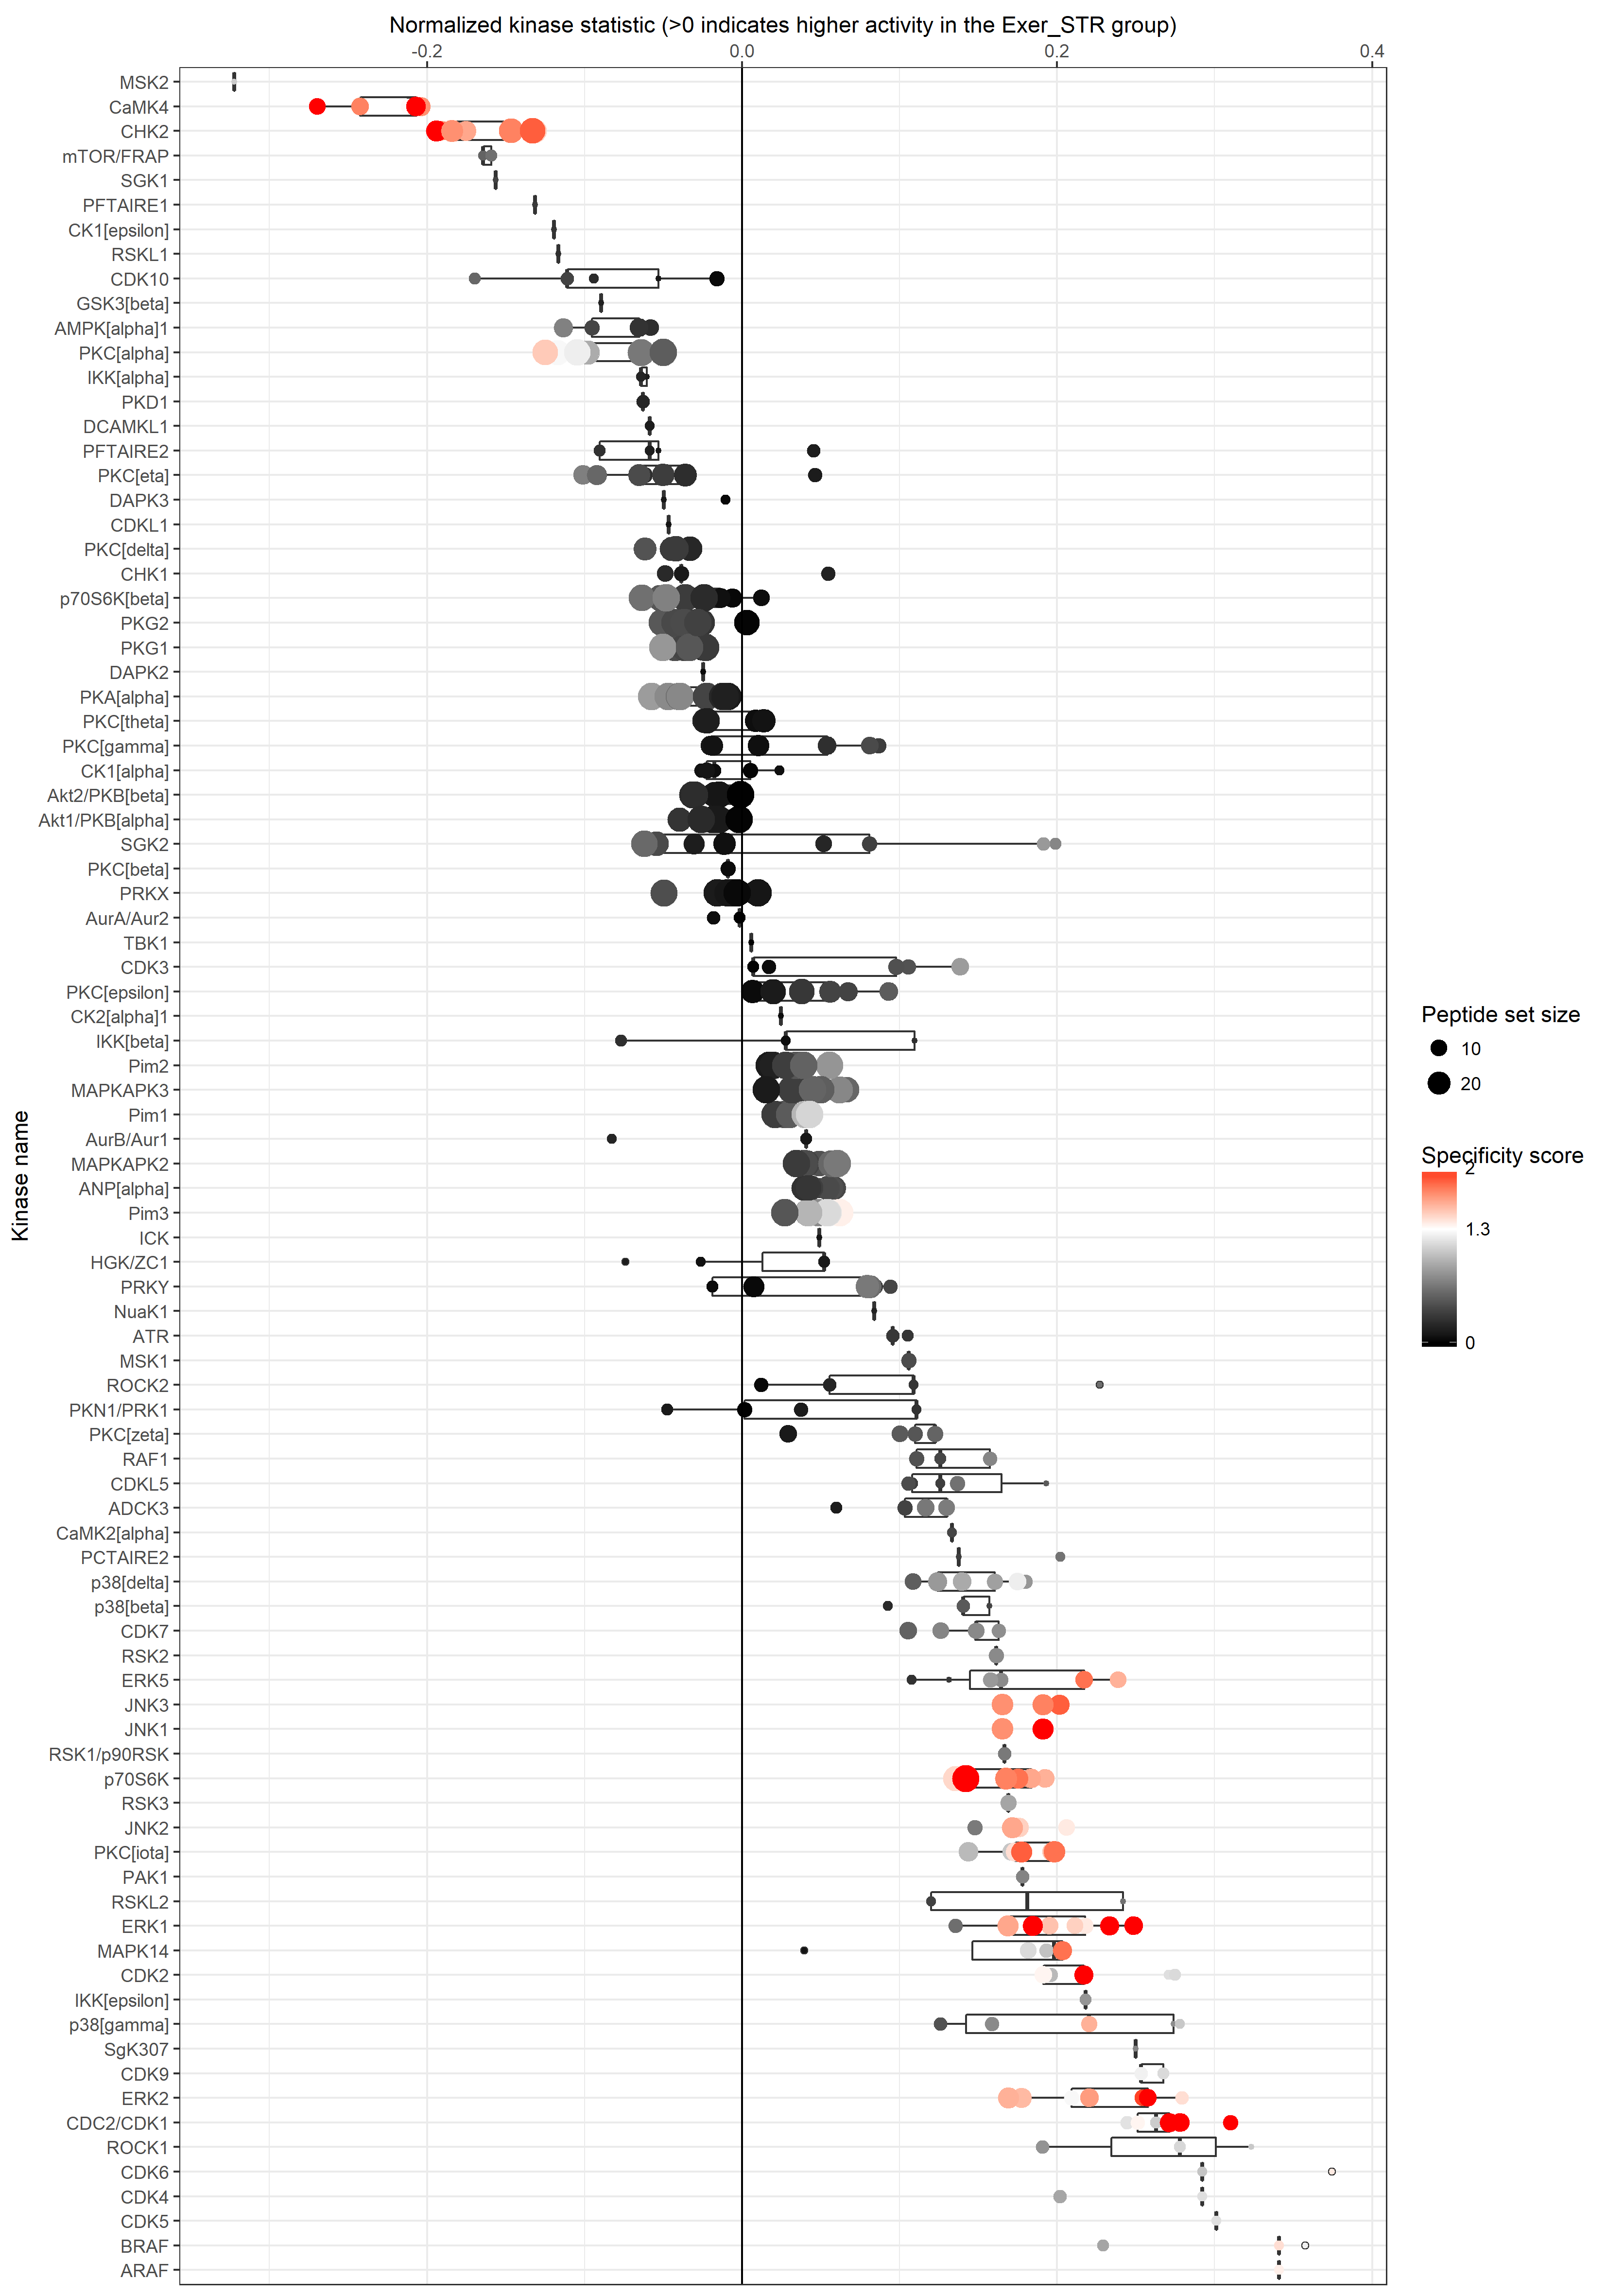 Normalized kinase statistic (>0 indicates higher activity in the Exer_STR group)
-0.2 0.0 0.2 0.4
MSK2
CaMK4
CHK2
mTOR/FRAP
SGK1
PFTAIRE1
CK1[epsilon]
RSKL1
CDK10
GSK3[beta]
AMPK[alpha]1
PKC[alpha]
IKK[alpha]
PKD1
DCAMKL1
PFTAIRE2
PKC[eta]
DAPK3
CDKL1
PKC[delta]
CHK1
p70S6K[beta]
PKG2
PKG1
DAPK2
PKA[alpha]
PKC[theta]
PKC[gamma]
CK1[alpha]
Akt2/PKB[beta]
Akt1/PKB[alpha]
SGK2
PKC[beta]
PRKX
AurA/Aur2
TBK1
CDK3
PKC[epsilon]
CK2[alpha]1
IKK[beta]
Pim2
MAPKAPK3
Pim1
AurB/Aur1
MAPKAPK2
ANP[alpha]
Pim3
ICK
HGK/ZC1
PRKY
NuaK1
ATR
MSK1
ROCK2
PKN1/PRK1
PKC[zeta]
RAF1
CDKL5
ADCK3
CaMK2[alpha]
PCTAIRE2
p38[delta]
p38[beta]
CDK7
RSK2
ERK5
JNK3
JNK1
RSK1/p90RSK
p70S6K
RSK3
JNK2
PKC[iota]
PAK1
RSKL2
ERK1
MAPK14
CDK2
IKK[epsilon]
p38[gamma]
SgK307
CDK9
ERK2
CDC2/CDK1
ROCK1
CDK6
CDK4
CDK5
BRAF
ARAF
Kinase name
Peptide set size
10
20
Specificity score
2
1.3
0